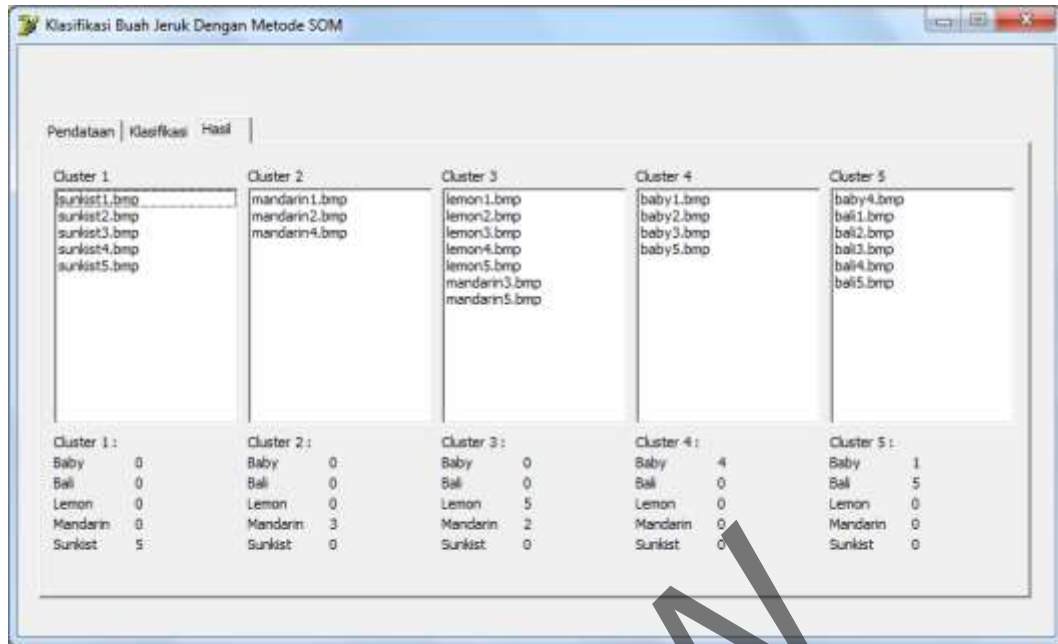 Klasifikasi Buah Jeruk Dengan Metode SOM
Pendataan Klasifikasi Hasil
Cluster 1 Cluster 2 Cluster 3 Cluster 4 Cluster 5
sunkist1.bmp mandarin1.bmp lemon1.bmp baby1.bmp baby4.bmp
sunkist2.bmp mandarin2.bmp lemon2.bmp baby2.bmp bali1.bmp
sunkist3.bmp mandarin4.bmp lemon3.bmp baby3.bmp bali2.bmp
sunkist4.bmp lemon4.bmp baby5.bmp bali3.bmp
sunkist5.bmp lemon5.bmp bali4.bmp
mandarin3.bmp bali5.bmp
mandarin5.bmp
Cluster 1 : Cluster 2 : Cluster 3 : Cluster 4 : Cluster 5 :
Baby 0 Baby 0 Baby 0 Baby 4 Baby 1
Bali 0 Bali 0 Bali 0 Bali 0 Bali 5
Lemon 0 Lemon 0 Lemon 5 Lemon 0 Lemon 0
Mandarin 0 Mandarin 3 Mandarin 2 Mandarin 0 Mandarin 0
Sunkist 5 Sunkist 0 Sunkist 0 Sunkist 0 Sunkist 0